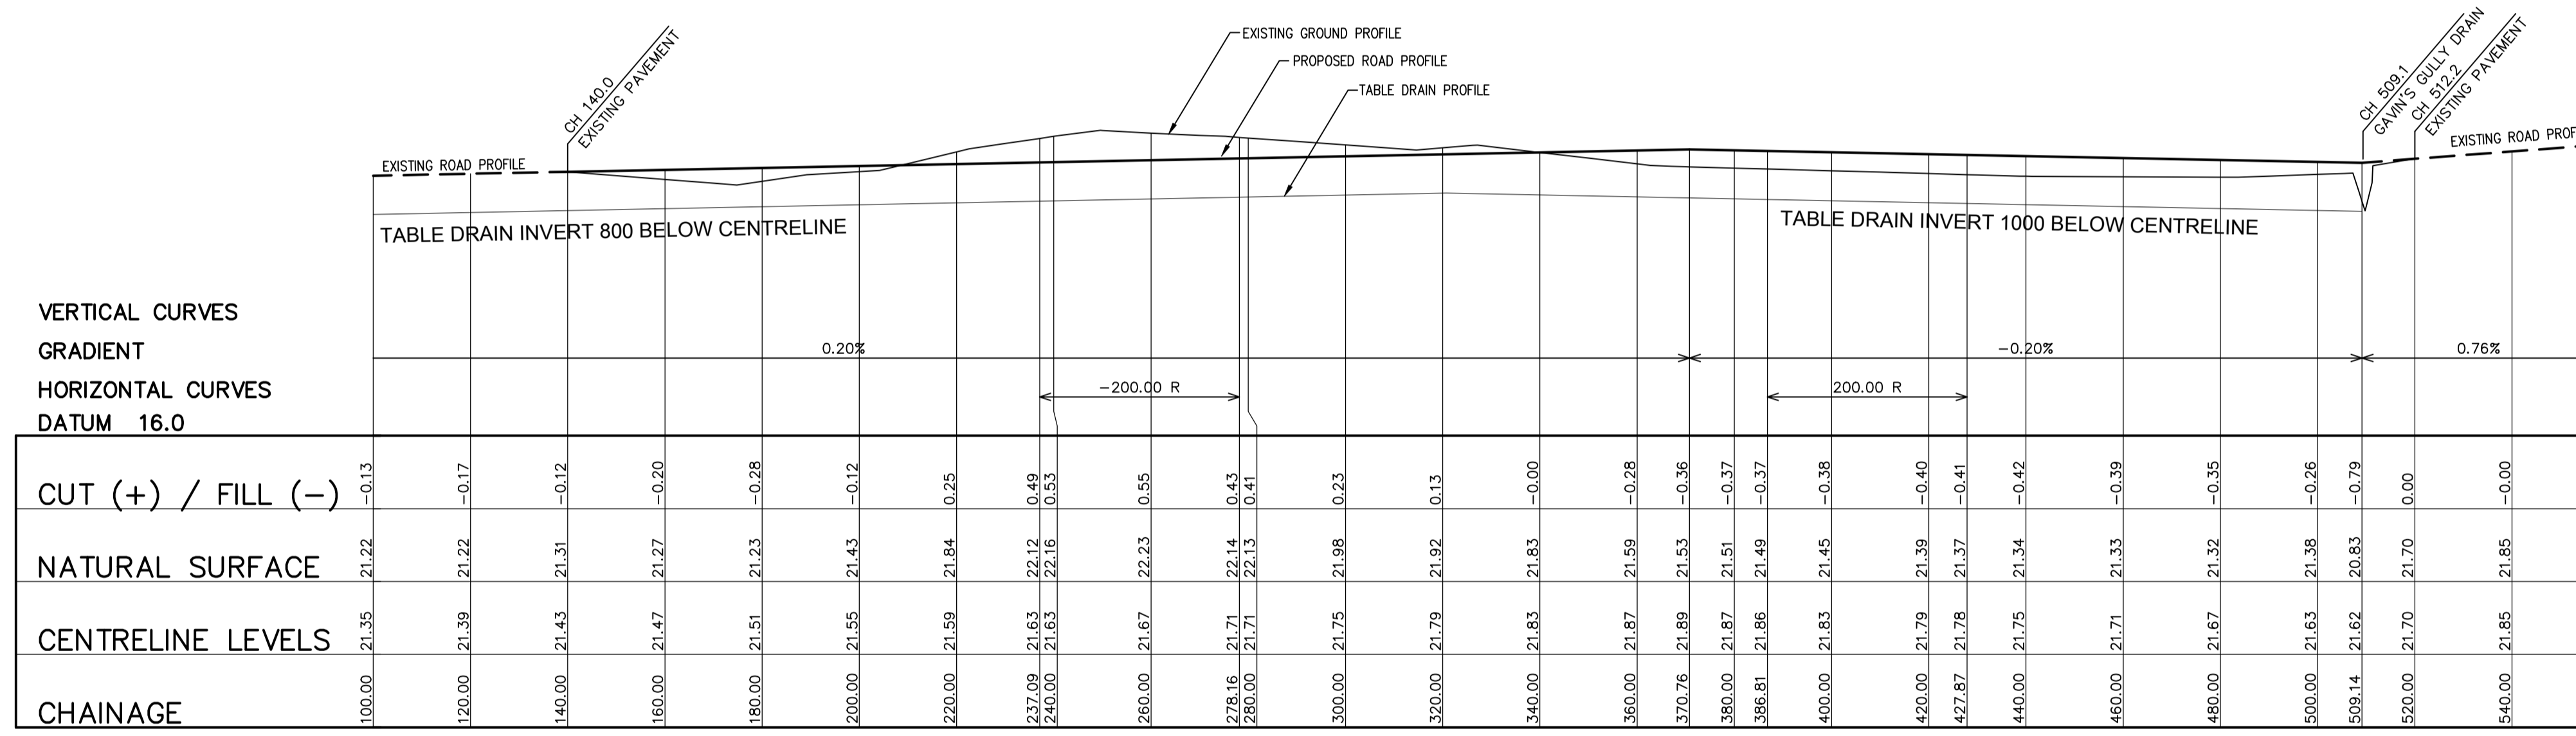 EXISTING GROUND PROFILE
PROPOSED ROAD PROFILE
TABLE DRAIN PROFILE
CH 140.0
EXISTING PAVEMENT
CH 509.1
GAVIN'S GULLY DRAIN
CH 512.2
EXISTING PAVEMENT
EXISTING ROAD PROFILE
EXISTING ROAD
TABLE DRAIN INVERT 800 BELOW CENTRELINE
TABLE DRAIN INVERT 1000 BELOW CENTRELINE
VERTICAL CURVES
GRADIENT 0.20% -0.20% 0.76%
HORIZONTAL CURVES -200.00 R 200.00 R
DATUM 16.0
CUT (+) / FILL (-) -0.13 -0.17 -0.12 -0.20 -0.28 -0.12 0.25 0.49 0.53 0.55 0.43 0.41 0.23 0.13 -0.00 -0.28 -0.36 -0.37 -0.37 -0.38 -0.40 -0.41 -0.42 -0.39 -0.35 -0.26 -0.79 0.00 -0.00
NATURAL SURFACE 21.22 21.22 21.31 21.27 21.23 21.43 21.84 22.12 22.16 22.23 22.14 22.13 21.98 21.92 21.83 21.59 21.53 21.51 21.49 21.45 21.39 21.37 21.34 21.33 21.32 21.38 20.83 21.70 21.85
CENTRELINE LEVELS 21.35 21.39 21.43 21.47 21.51 21.55 21.59 21.63 21.63 21.67 21.71 21.71 21.75 21.79 21.83 21.87 21.89 21.87 21.86 21.83 21.79 21.78 21.75 21.71 21.67 21.63 21.62 21.70 21.85
CHAINAGE 100.00 120.00 140.00 160.00 180.00 200.00 220.00 237.09 240.00 260.00 278.16 280.00 300.00 320.00 340.00 360.00 370.76 380.00 386.81 400.00 420.00 427.87 440.00 460.00 480.00 500.00 509.14 520.00 540.00